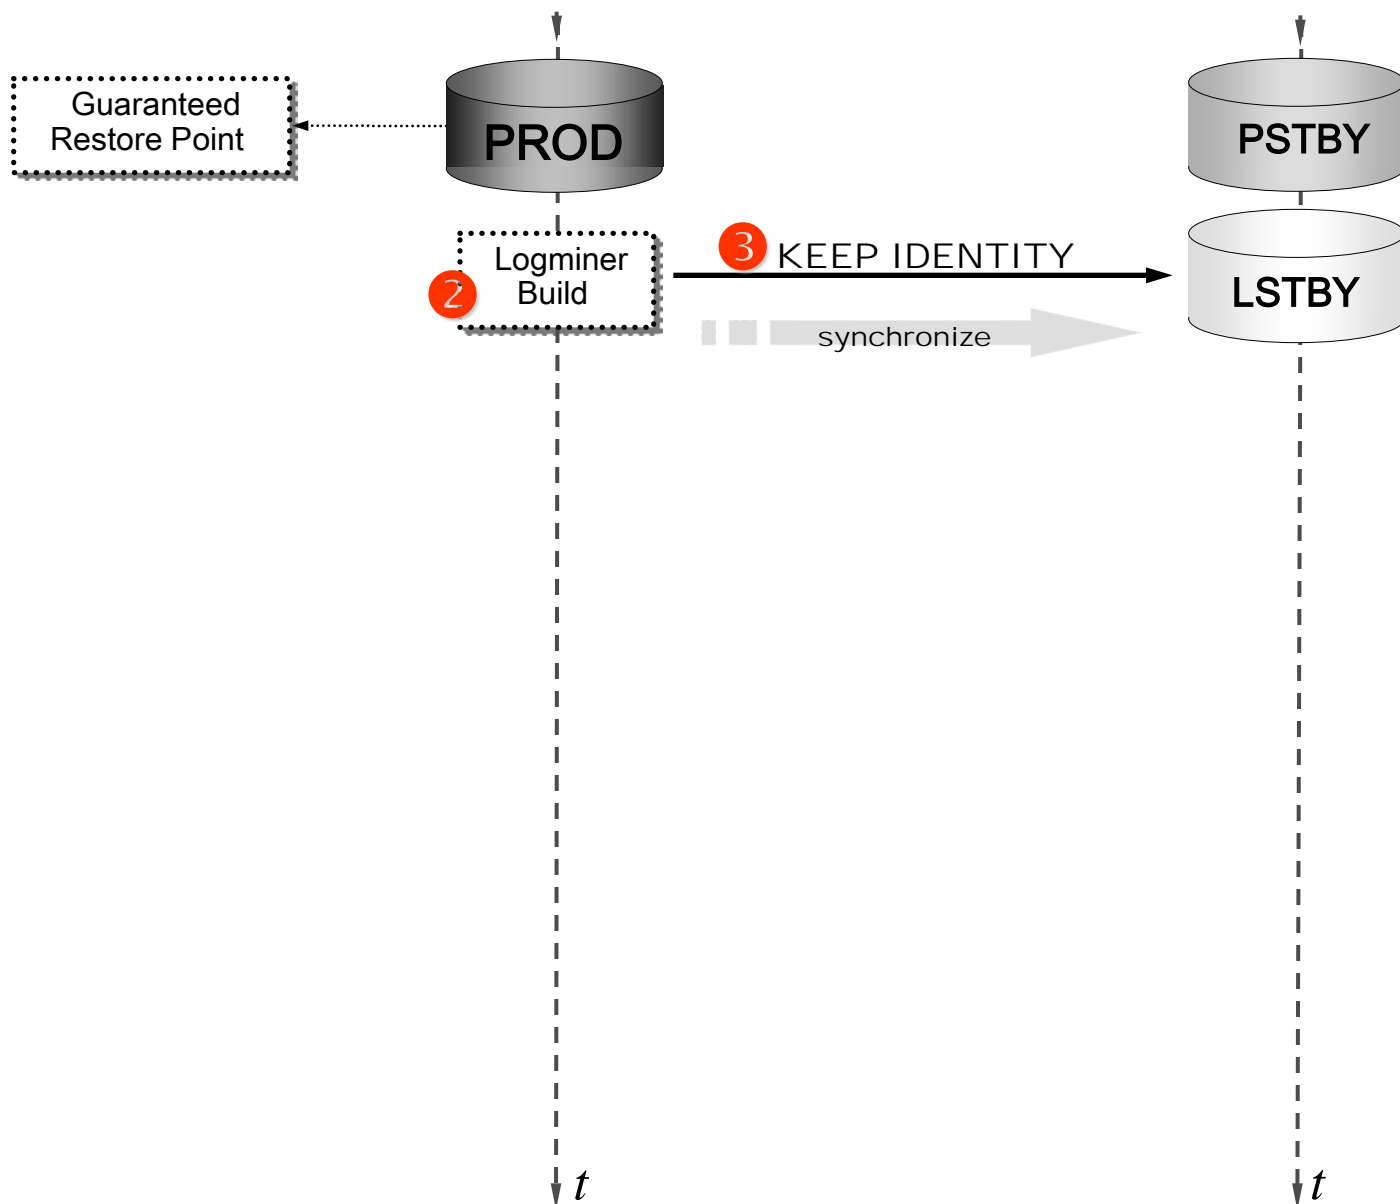 Guaranteed
Restore Point
PROD
PSTBY
Logminer
Build
2
3
KEEP IDENTITY
synchronize
LSTBY
t
t